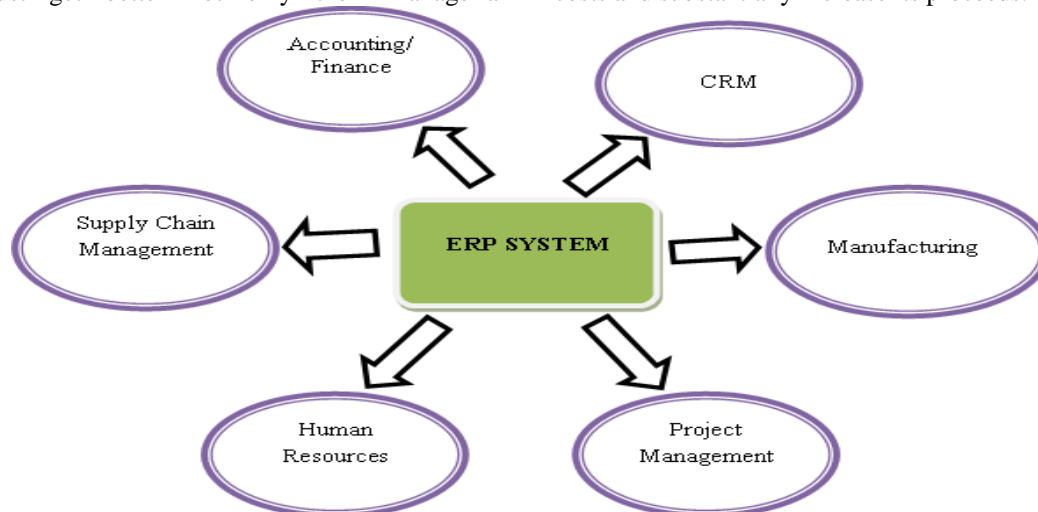 Accounting/
Finance
CRM
Supply Chain
Management
ERP SYSTEM
Manufacturing
Human
Resources
Project
Management